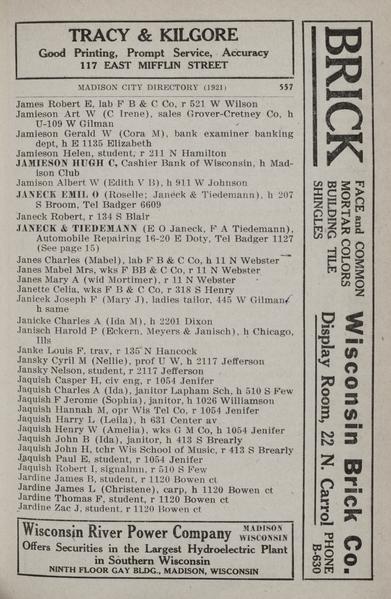 TRACY & KILGORE
Good Printing, Prompt Service, Accuracy
117 EAST MIFFLIN STREET
MADISON CITY DIRECTORY (1921) 557
James Robert E, lab F B & C Co, r 521 W Wilson
Jamieson Art W (C Irene), sales Grover-Cretney Co, h
U-109 W Gilman
Jamieson Gerald W (Cora M), bank examiner banking
dept, h E 1135 Elizabeth
Jamieson Helen, student, r 211 N Hamilton
JAMIESON HUGH C, Cashier Bank of Wisconsin, h Mad-
ison Club
Jamison Albert W (Edith V B), h 911 W Johnson
JANECK EMIL O (Roselle; Janeck & Tiedemann), h 207
S Broom, Tel Badger 6609
Janeck Robert, r 134 S Blair
JANECK & TIEDEMANN (E O Janeck, F A Tiedemann),
Automobile Repairing 16-20 E Doty, Tel Badger 1127
(See page 15)
Janes Charles (Mabel), lab F B & C Co, h 11 N Webster
Janes Mabel Mrs, wks F BB & C Co, r 11 N Webster
Janes Mary A (wid Mortimer), r 11 N Webster
Janette Celia, wks F B & C Co, r 318 S Henry
Janicek Joseph F (Mary J), ladies tailor, 445 W Gilman
h same
Janicke Charles A (Ida M), h 2201 Dixon
Janisch Harold P (Eckern, Meyers & Janisch), h Chicago,
Ills
Janke Louis F, trav, r 135 N Hancock
Jansky Cyril M (Nellie), prof U W, h 2117 Jefferson
Jansky Nelson, student, r 2117 Jefferson
Jaquish Casper H, civ eng, r 1054 Jenifer
Jaquish Charles A (Ida), janitor Lapham Sch, h 510 S Few
Jaquish F Jerome (Sophia), janitor, h 1026 Williamson
Jaquish Hannah M, opr Wis Tel Co, r 1054 Jenifer
Jaquish Harry L (Leila), h 631 Center av
Jaquish Henry W (Amelia), wks G M Co, h 1054 Jenifer
Jaquish John B (Ida), janitor, h 413 S Brearly
Jaquish John H, tchr Wis School of Music, r 413 S Brearly
Jaquish Paul E, student, r 1054 Jenifer
Jaquish Robert I, signalmn, r 510 S Few
Jardine James B, student, r 1120 Bowen ct
Jardine James L (Christene), carp, h 1120 Bowen ct
Jardine Thomas F, student, r 1120 Bowen ct
Jardine Zac J, student, r 1120 Bowen ct
Wisconsin River Power Company MADISON WISCONSIN
Offers Securities in the Largest Hydroelectric Plant
in Southern Wisconsin
NINTH FLOOR GAY BLDG., MADISON, WISCONSIN
BRICK
FACE and COMMON
MORTAR COLORS
BUILDING TILE
SHINGLES
Wisconsin Brick Co.
Display Room, 22 N. Carrol
PHONE
B-630